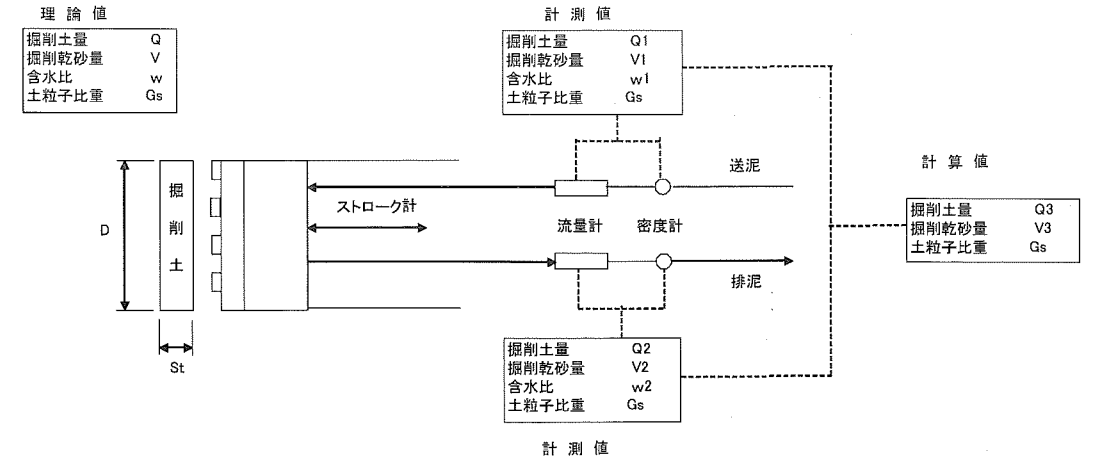 理論値
掘削土量 Q
掘削乾砂量 V
含水比 w
土粒子比重 Gs
計測値
掘削土量 Q1
掘削乾砂量 V1
含水比 w1
土粒子比重 Gs
送泥
計算値
掘削土
D
ストローク計
流量計 密度計
掘削土量 Q3
掘削乾砂量 V3
土粒子比重 Gs
排泥
St
掘削土量 Q2
掘削乾砂量 V2
含水比 w2
土粒子比重 Gs
計測値